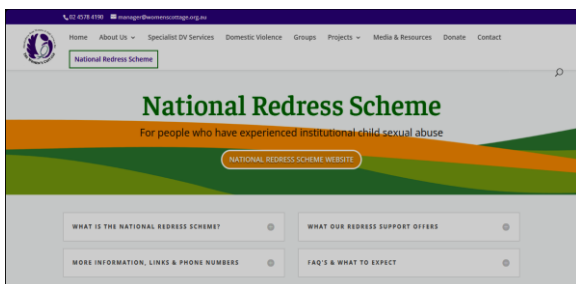 02 4578 4190 manager@womenscottage.org.au
Home About Us Specialist DV Services Domestic Violence Groups Projects Media & Resources Donate Contact
National Redress Scheme
National Redress Scheme
For people who have experienced institutional child sexual abuse
NATIONAL REDRESS SCHEME WEBSITE
WHAT IS THE NATIONAL REDRESS SCHEME? WHAT OUR REDRESS SUPPORT OFFERS
MORE INFORMATION, LINKS & PHONE NUMBERS FAQ'S & WHAT TO EXPECT